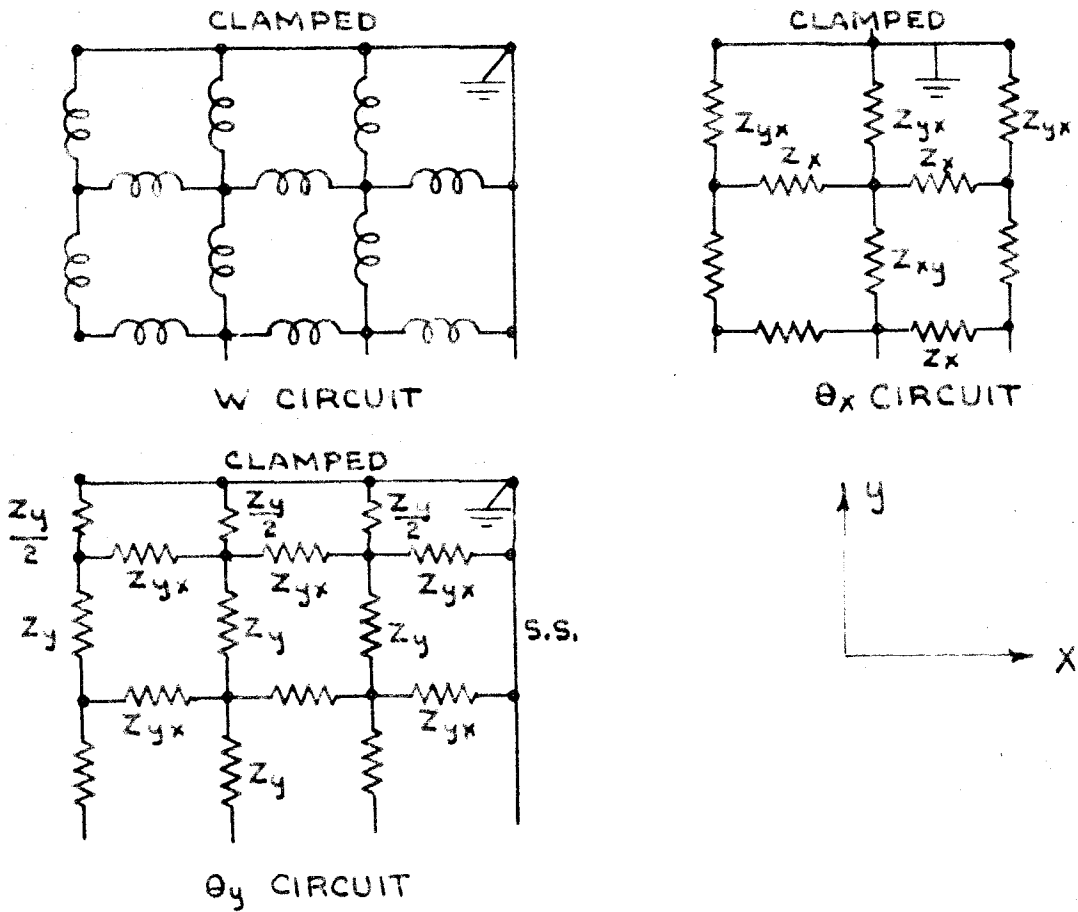 CLAMPED
W CIRCUIT
CLAMPED
Zyx Zyx Zyx
Zx Zx
Zxy
Zx
θx CIRCUIT
CLAMPED
Zy/2 Zy/2 Zy/2
Zyx Zyx Zyx
Zy Zy Zy S.S.
Zyx Zyx
Zy
θy CIRCUIT
y
x